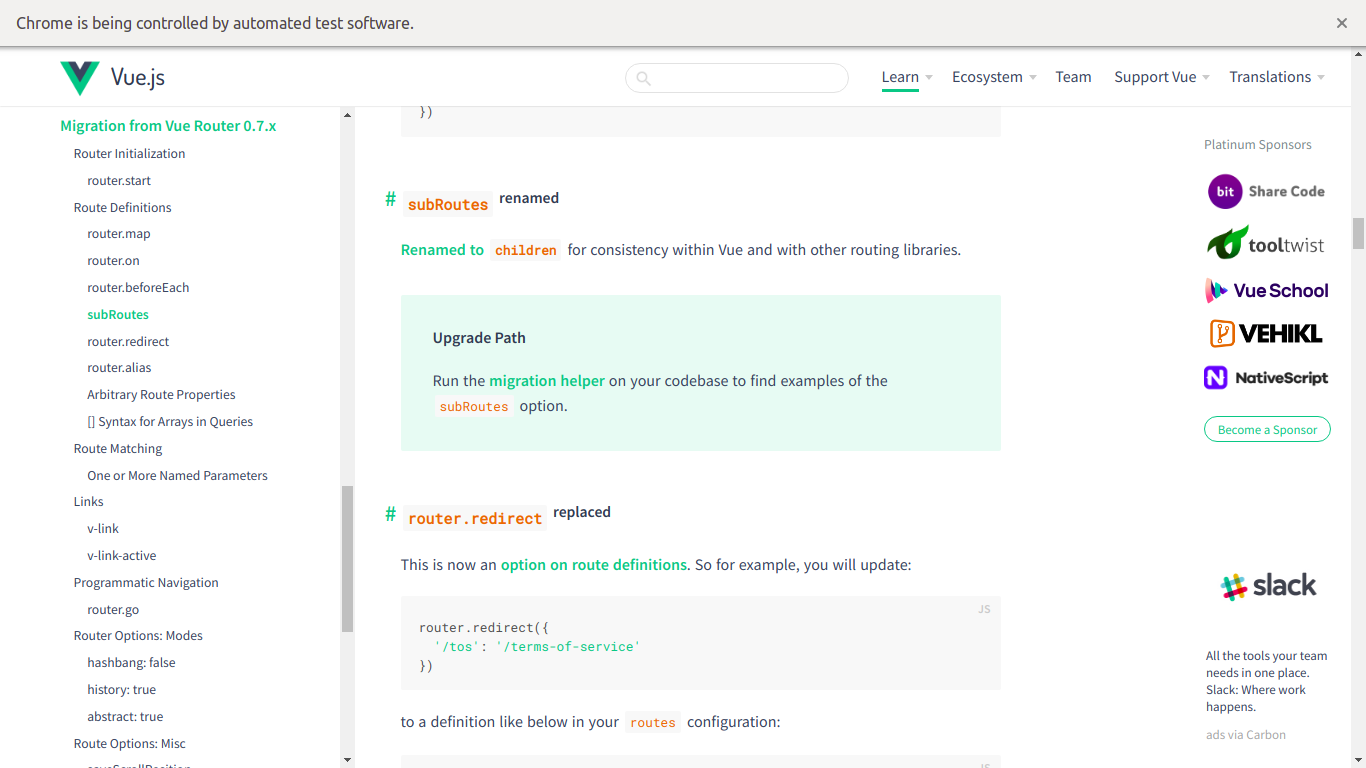 Chrome is being controlled by automated test software.
Vue.js
Learn
Ecosystem
Team
Support Vue
Translations
Migration from Vue Router 0.7.x
Router Initialization
router.start
Route Definitions
router.map
router.on
router.beforeEach
subRoutes
router.redirect
router.alias
Arbitrary Route Properties
[] Syntax for Arrays in Queries
Route Matching
One or More Named Parameters
Links
v-link
v-link-active
Programmatic Navigation
router.go
Router Options: Modes
hashbang: false
history: true
abstract: true
Route Options: Misc
saveScrollPosition
})
# subRoutes renamed
Renamed to children for consistency within Vue and with other routing libraries.
Upgrade Path
Run the migration helper on your codebase to find examples of the
subRoutes option.
# router.redirect replaced
This is now an option on route definitions. So for example, you will update:
JS
router.redirect({
'/tos': '/terms-of-service'
})
to a definition like below in your routes configuration:
JS
Platinum Sponsors
bit Share Code
tooltwist
Vue School
VEHIKL
N NativeScript
Become a Sponsor
slack
All the tools your team
needs in one place.
Slack: Where work
happens.
ads via Carbon